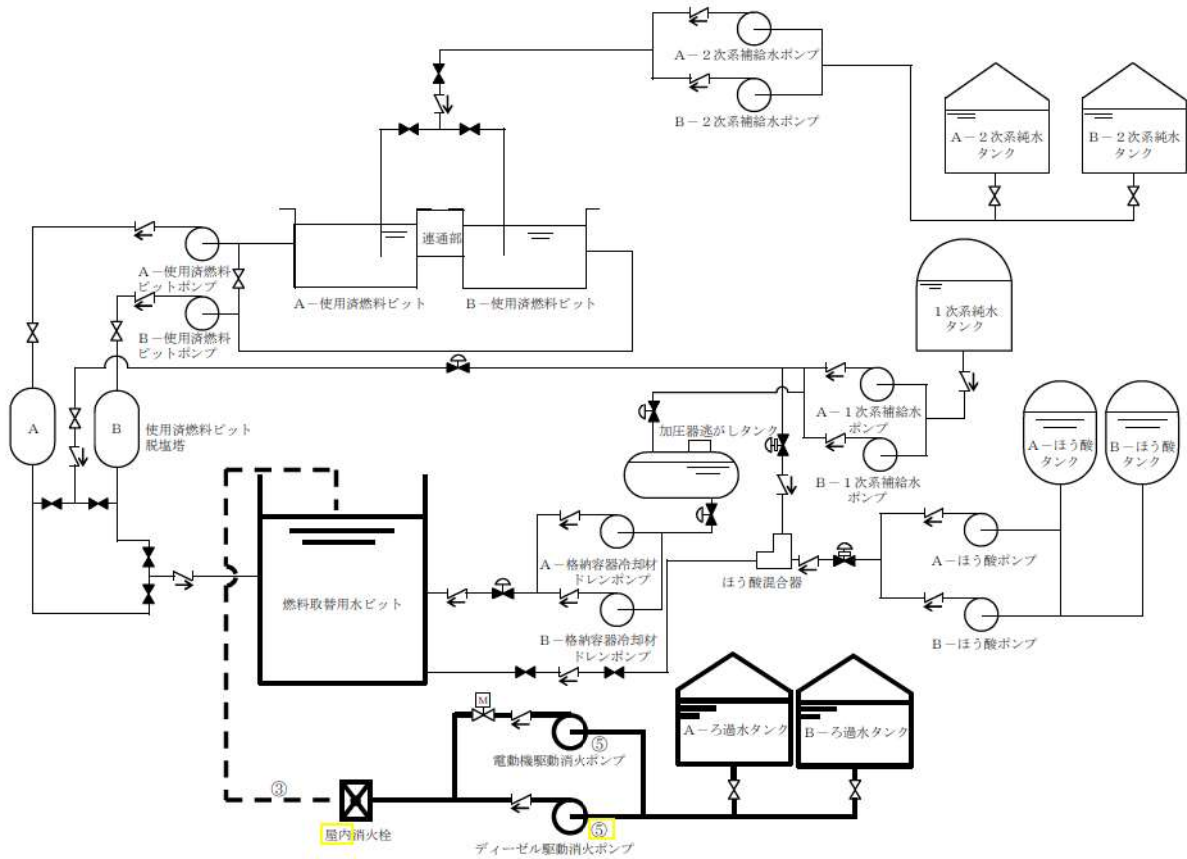 A－２次系補給水ポンプ
B－２次系補給水ポンプ
A－２次系純水
タンク
B－２次系純水
タンク
連通部
A－使用済燃料
ピットポンプ
A－使用済燃料ピット
B－使用済燃料ピット
B－使用済燃料
ピットポンプ
１次系純水
タンク
A
B
使用済燃料ピット
脱塩塔
加圧器逃がしタンク
A－１次系補給水
ポンプ
B－１次系補給水
ポンプ
A－ほう酸
タンク
B－ほう酸
タンク
A－格納容器冷却材
ドレンポンプ
ほう酸混合器
A－ほう酸ポンプ
燃料取替用水ピット
B－格納容器冷却材
ドレンポンプ
B－ほう酸ポンプ
M
⑤
電動機駆動消火ポンプ
A－ろ過水タンク
B－ろ過水タンク
③
屋内消火栓
⑤
ディーゼル駆動消火ポンプ